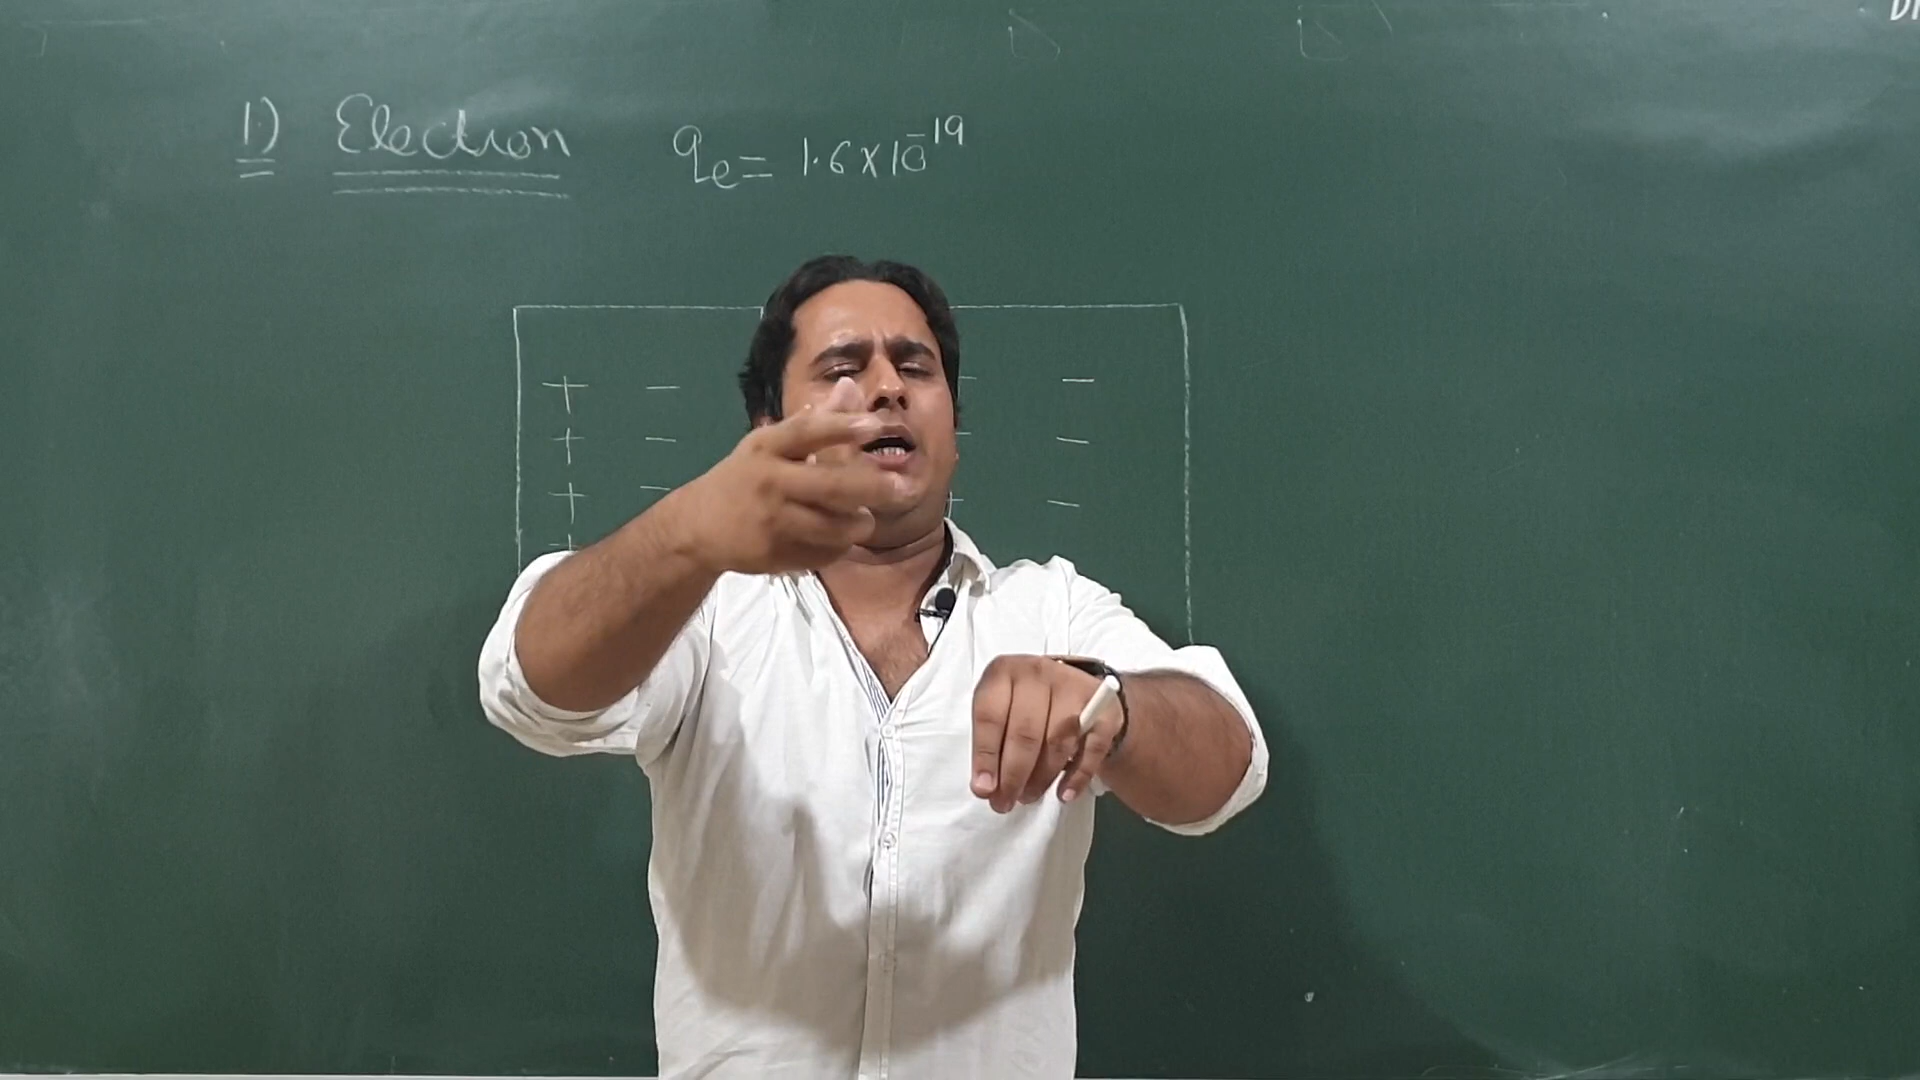 1) Electron qe = 1.6 x 10^-19
+ - - -
+ - - -
+ - + -